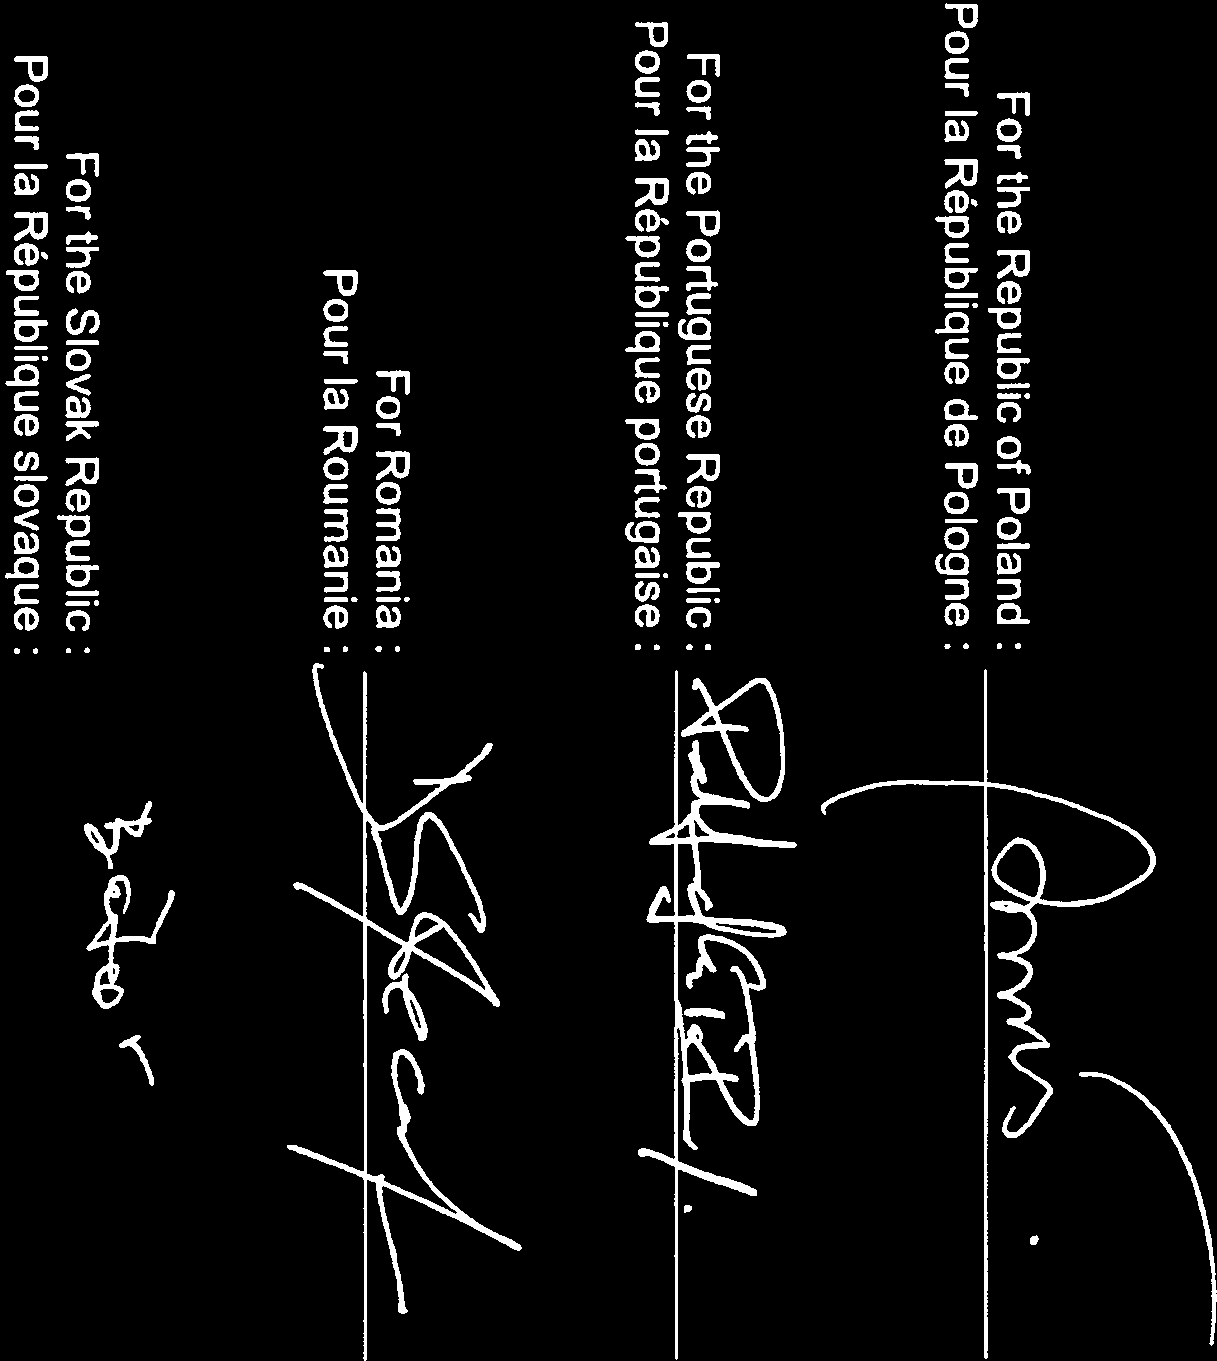 For the Republic of Poland :
Pour la République de Pologne :
For the Portuguese Republic :
Pour la République portugaise :
For Romania :
Pour la Roumanie :
For the Slovak Republic :
Pour la République slovaque :